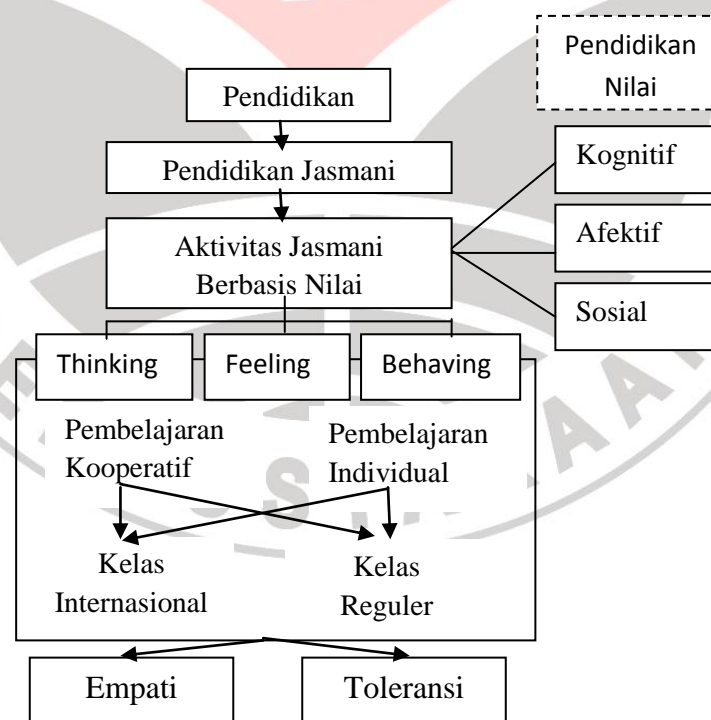 Pendidikan
Nilai
Pendidikan
Pendidikan Jasmani
Kognitif
Aktivitas Jasmani
Berbasis Nilai
Afektif
Sosial
Thinking
Feeling
Behaving
Pembelajaran
Kooperatif
Pembelajaran
Individual
Kelas
Internasional
Kelas
Reguler
Empati
Toleransi